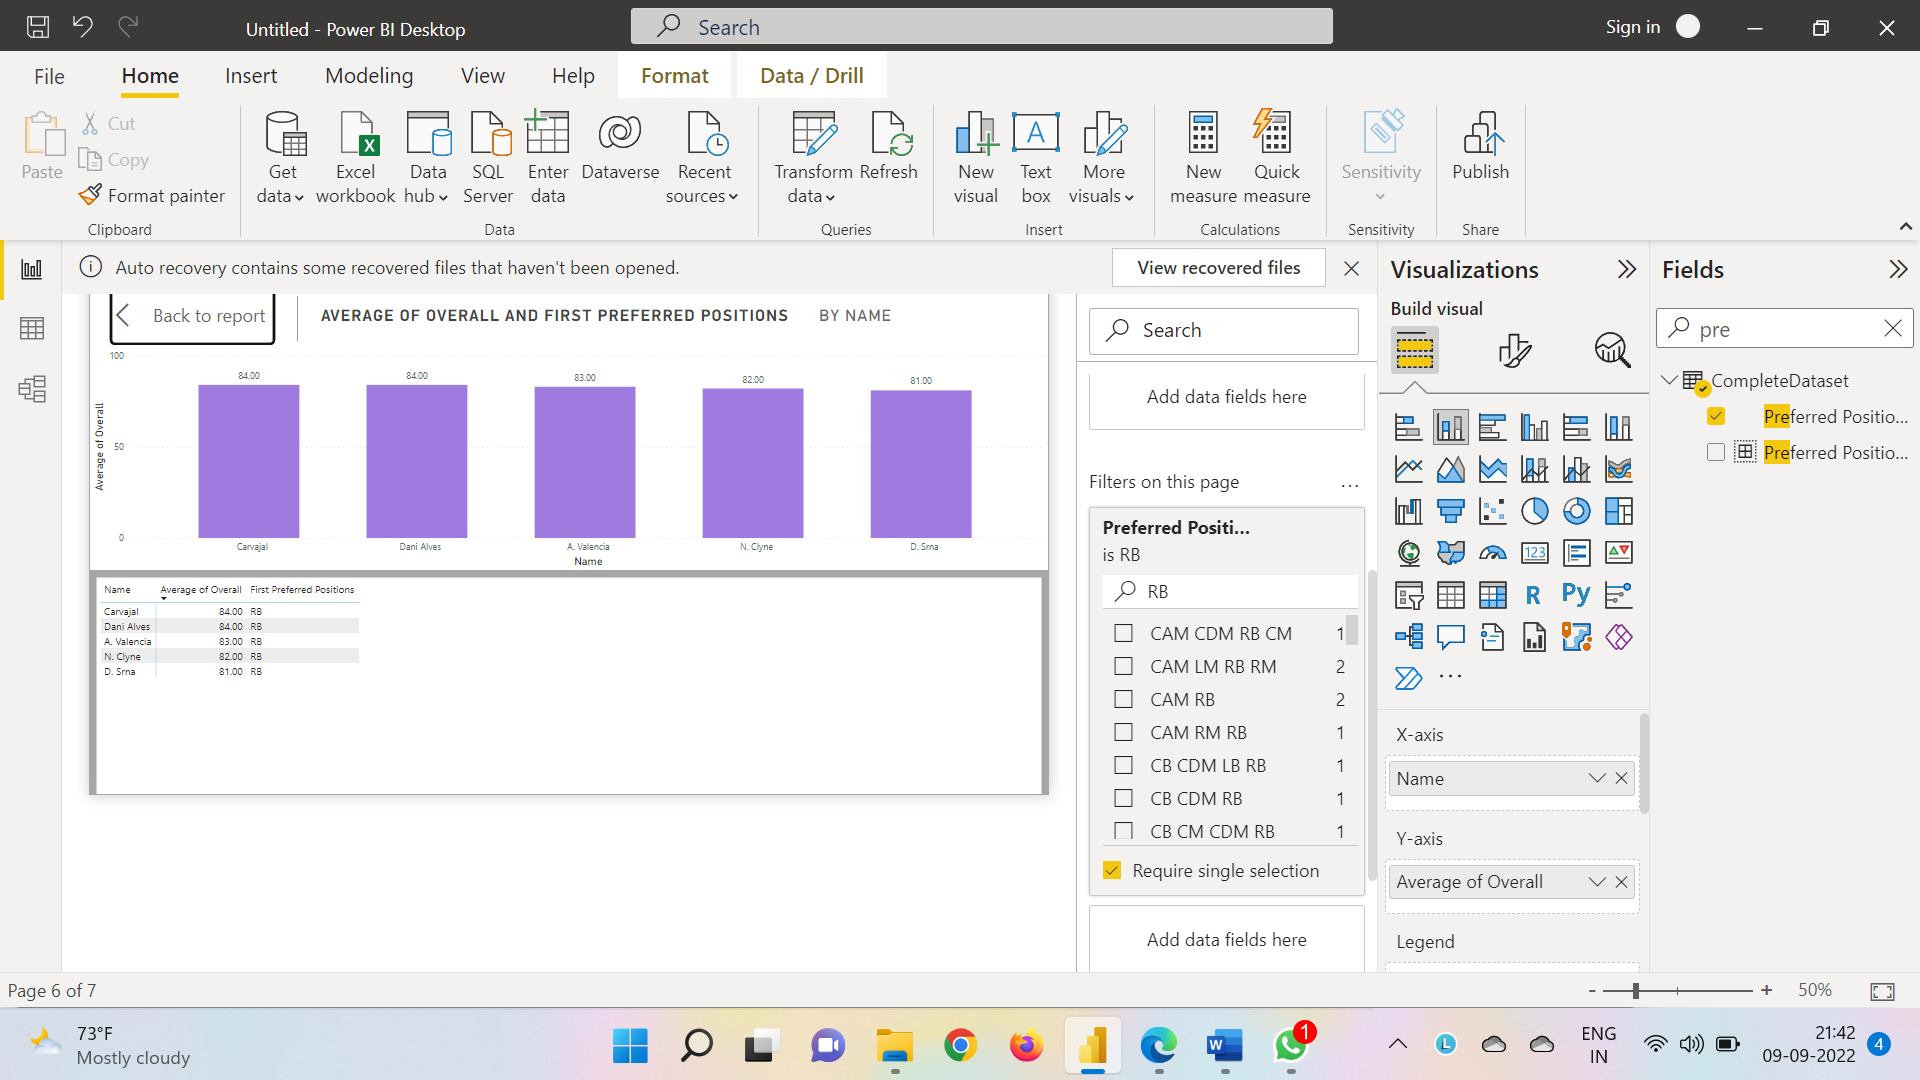 Untitled - Power BI Desktop
Search
Sign in
File
Home
Insert
Modeling
View
Help
Format
Data / Drill
Paste
Cut
Copy
Format painter
Clipboard
Get data
Excel workbook
Data hub
SQL Server
Enter data
Dataverse
Recent sources
Data
Transform data
Refresh
Queries
New visual
A
Text box
More visuals
Insert
New measure
Quick measure
Calculations
Sensitivity
Sensitivity
Publish
Share
Auto recovery contains some recovered files that haven't been opened.
View recovered files
Back to report
AVERAGE OF OVERALL AND FIRST PREFERRED POSITIONS
BY NAME
100
50
0
Average of Overall
84.00
84.00
83.00
82.00
81.00
Carvajal
Dani Alves
A. Valencia
N. Clyne
D. Srna
Name
Name Average of Overall First Preferred Positions
Carvajal 84.00 RB
Dani Alves 84.00 RB
A. Valencia 83.00 RB
N. Clyne 82.00 RB
D. Srna 81.00 RB
Search
Add data fields here
Filters on this page
...
Preferred Positi...
is RB
RB
CAM CDM RB CM 1
CAM LM RB RM 2
CAM RB 2
CAM RM RB 1
CB CDM LB RB 1
CB CDM RB 1
CB CM CDM RB 1
Require single selection
Add data fields here
Visualizations
Build visual
123
R
Py
...
X-axis
Name
Y-axis
Average of Overall
Legend
Fields
pre
CompleteDataset
Preferred Positio...
Preferred Positio...
Page 6 of 7
- + 50%
73°F
Mostly cloudy
W
1
L
ENG
IN
21:42
09-09-2022
4